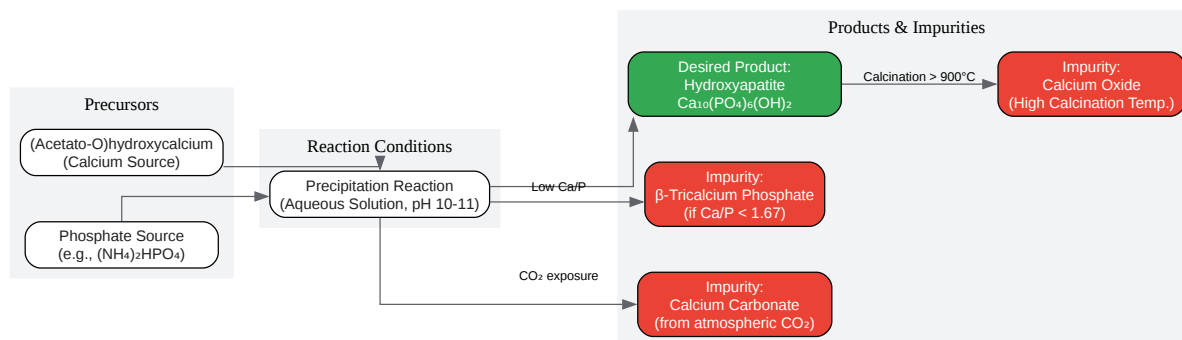 Precursors
(Acetato-O)hydroxycalcium
(Calcium Source)
Phosphate Source
(e.g., (NH₄)₂HPO₄)
Reaction Conditions
Precipitation Reaction
(Aqueous Solution, pH 10-11)
Low Ca/P
CO₂ exposure
Products & Impurities
Desired Product:
Hydroxyapatite
Ca₁₀(PO₄)₆(OH)₂
Calcination > 900°C
Impurity:
Calcium Oxide
(High Calcination Temp.)
Impurity:
β-Tricalcium Phosphate
(if Ca/P < 1.67)
Impurity:
Calcium Carbonate
(from atmospheric CO₂)